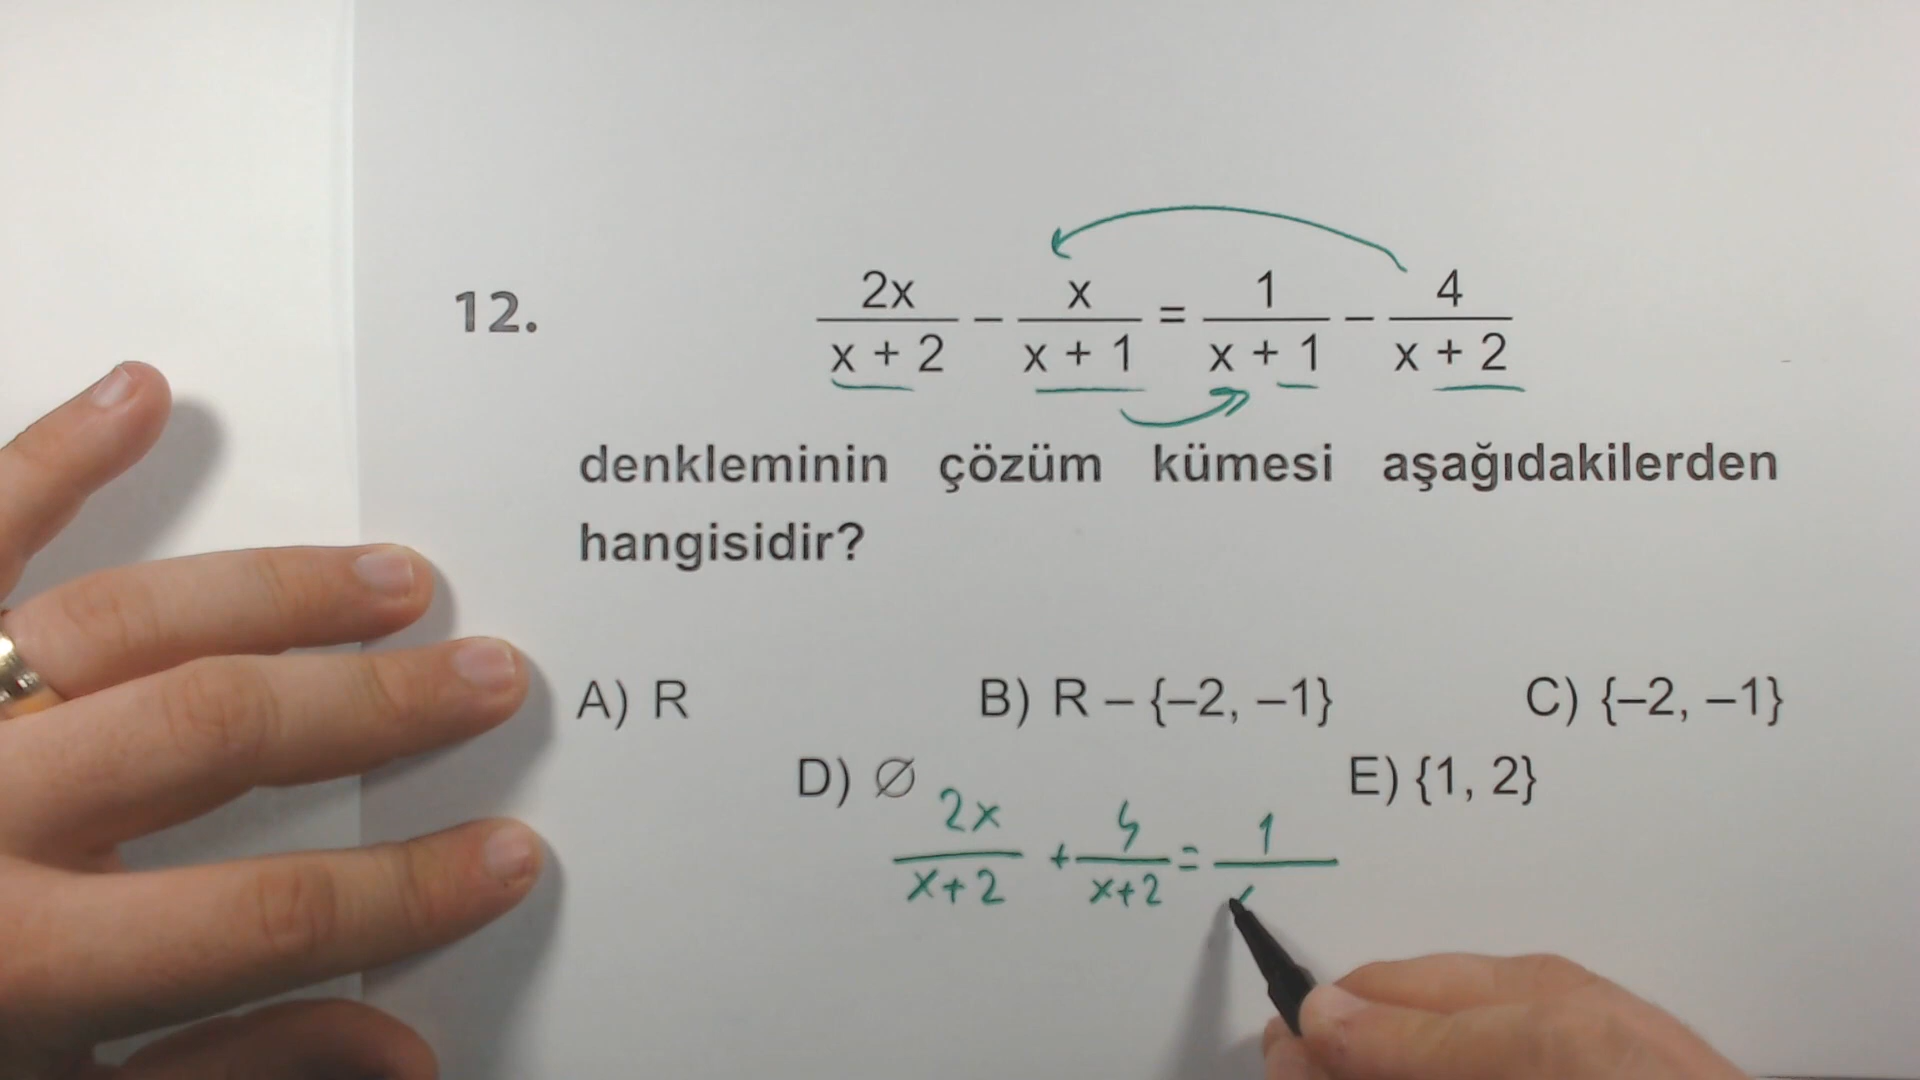 12. 2x/(x + 2) – x/(x + 1) = 1/(x + 1) – 4/(x + 2)
denkleminin çözüm kümesi aşağıdakilerden
hangisidir?
A) R B) R – {–2, –1} C) {–2, –1}
D) ∅ E) {1, 2}
2x/(x+2) + 4/(x+2) = 1/x